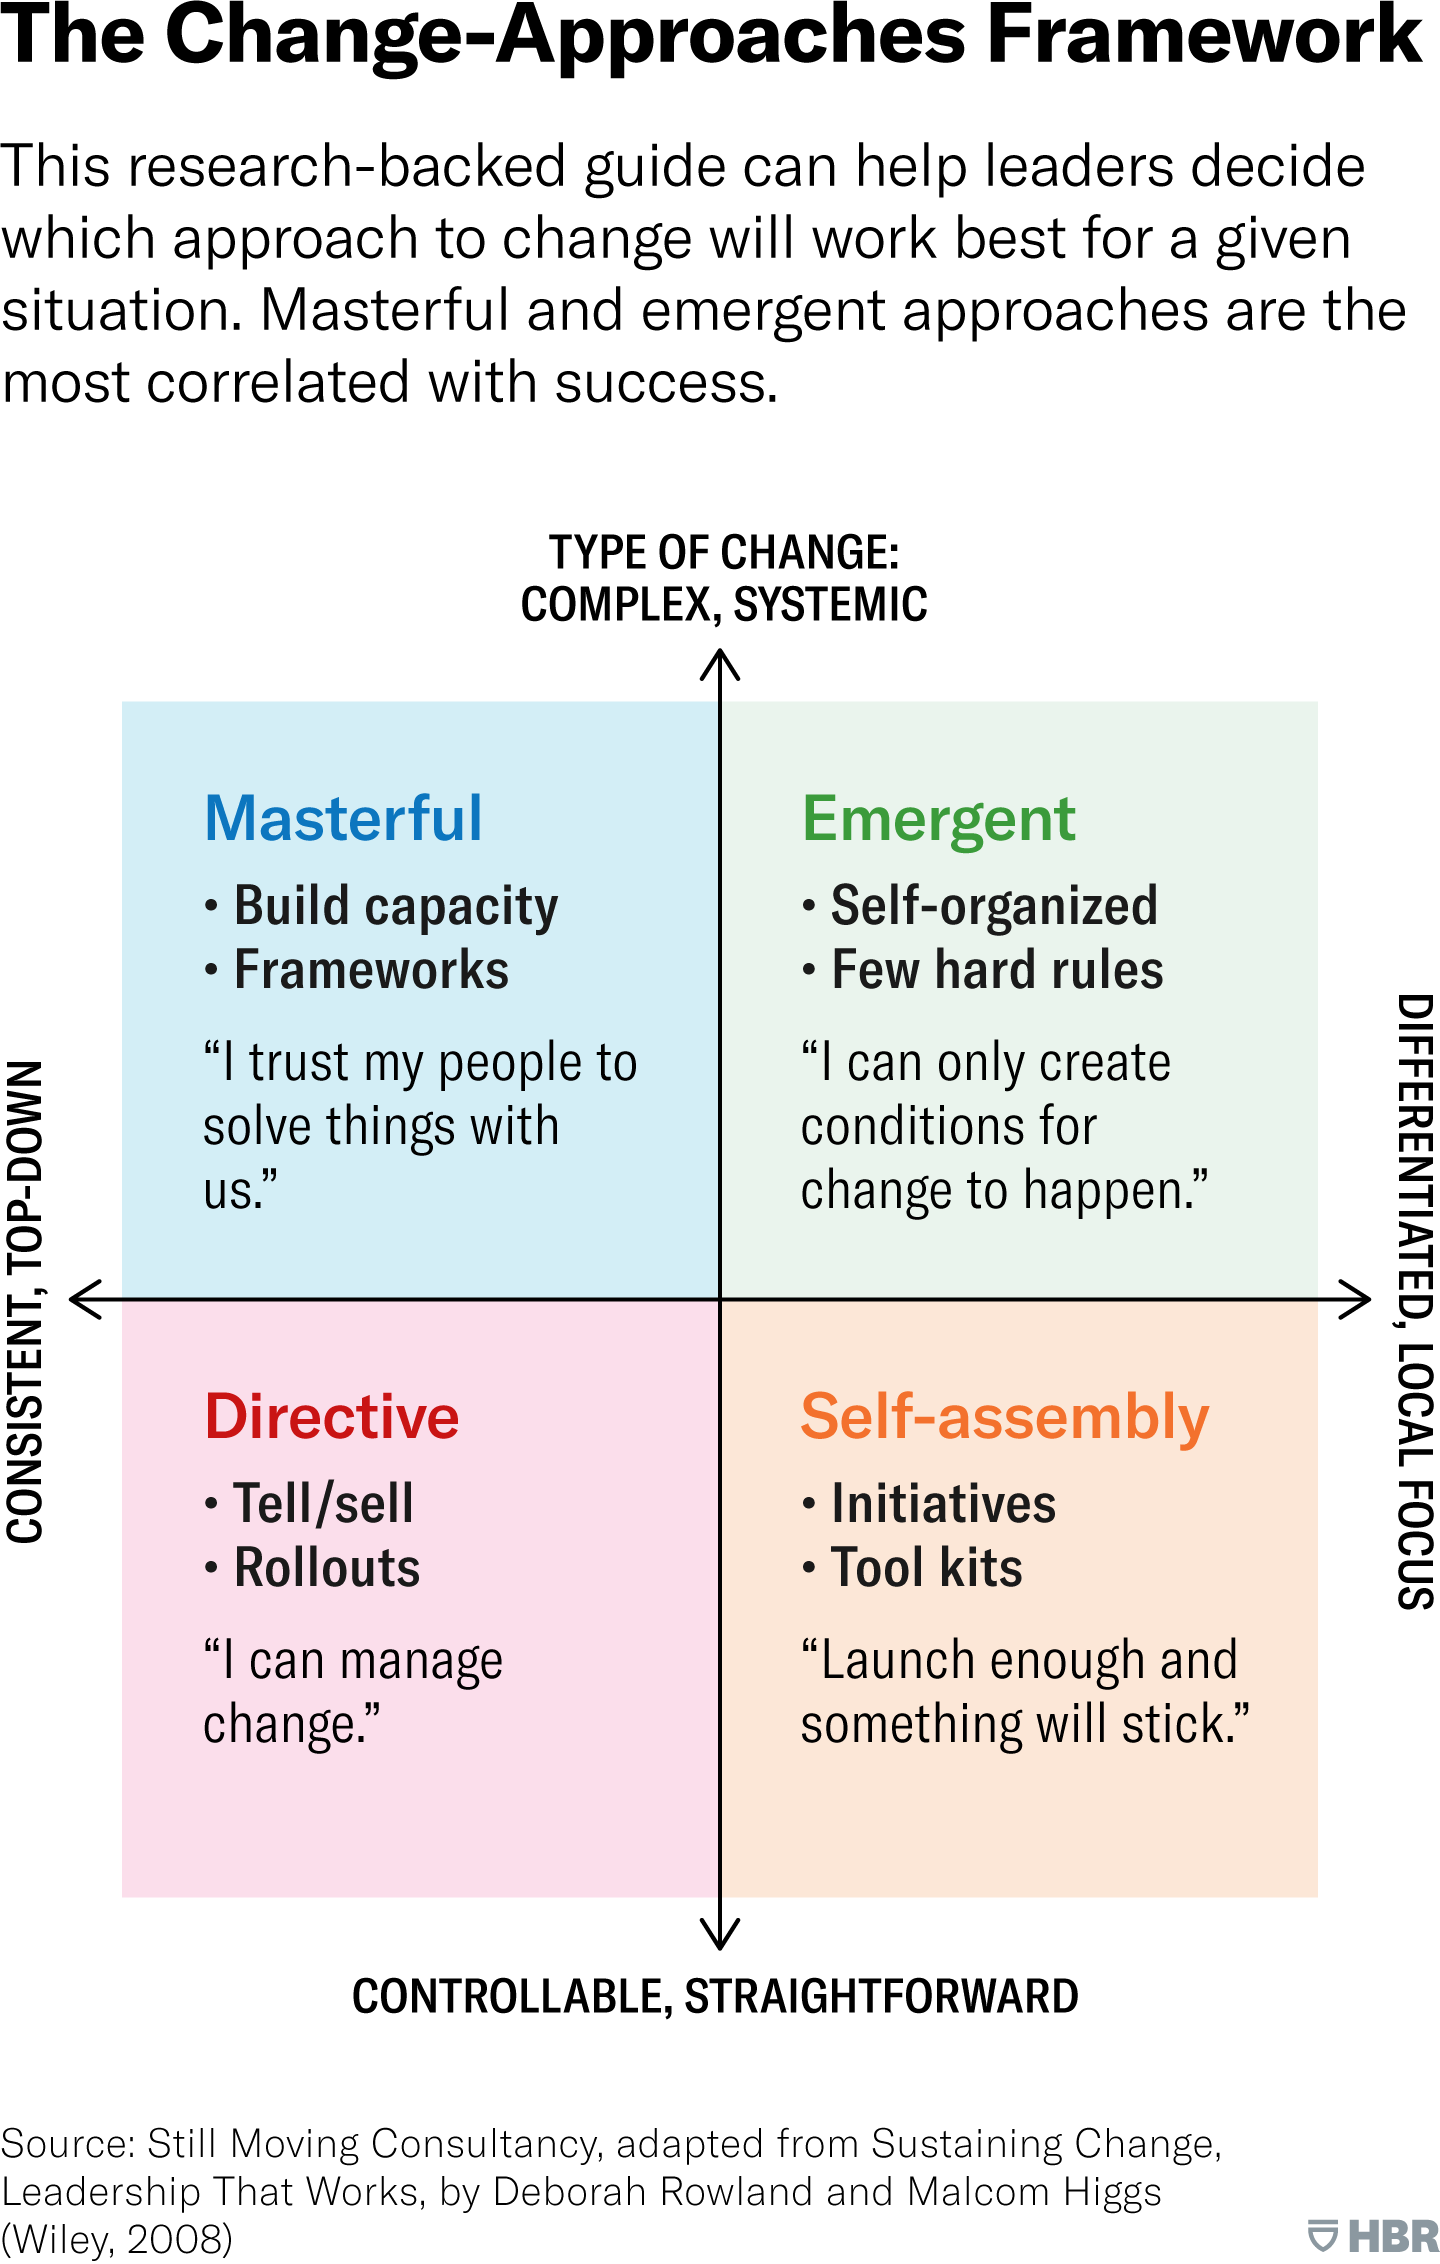 The Change-Approaches Framework
This research-backed guide can help leaders decide
which approach to change will work best for a given
situation. Masterful and emergent approaches are the
most correlated with success.
TYPE OF CHANGE:
COMPLEX, SYSTEMIC
CONSISTENT, TOP-DOWN
Masterful
• Build capacity
• Frameworks
“I trust my people to
solve things with
us.”
Emergent
• Self-organized
• Few hard rules
“I can only create
conditions for
change to happen.”
DIFFERENTIATED, LOCAL FOCUS
Directive
• Tell/sell
• Rollouts
“I can manage
change.”
Self-assembly
• Initiatives
• Tool kits
“Launch enough and
something will stick.”
CONTROLLABLE, STRAIGHTFORWARD
Source: Still Moving Consultancy, adapted from Sustaining Change,
Leadership That Works, by Deborah Rowland and Malcom Higgs
(Wiley, 2008)
HBR